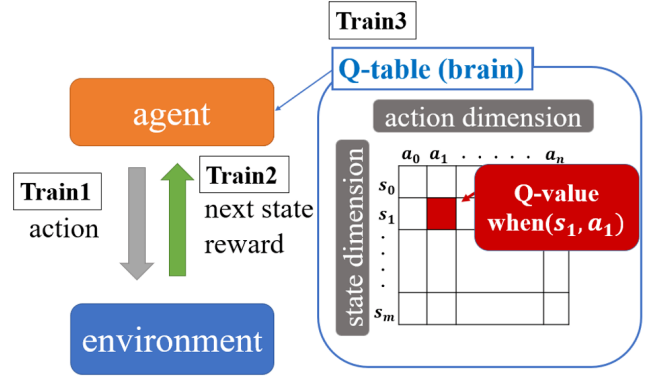 Train3
Q-table (brain)
agent
action dimension
Train1
action
Train2
next state
reward
state dimension
a₀ a₁ . . . . . aₙ
s₀
s₁
.
.
.
.
sₘ
Q-value
when(s₁, a₁)
environment